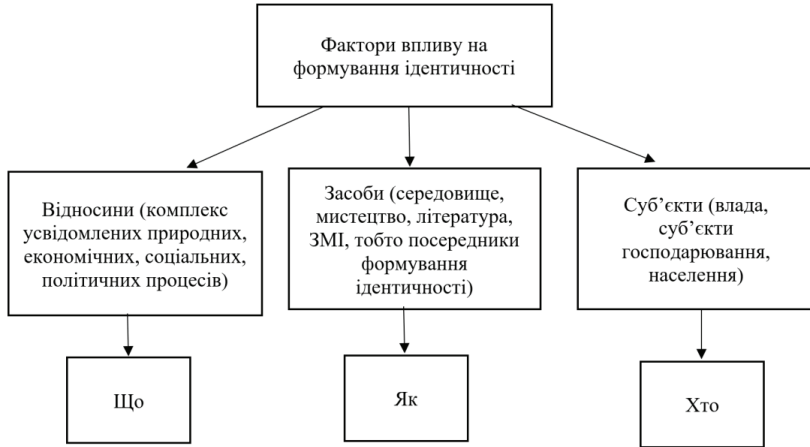 Фактори впливу на
формування ідентичності
Відносини (комплекс
усвідомлених природних,
економічних, соціальних,
політичних процесів)
Засоби (середовище,
мистецтво, література,
ЗМІ, тобто посередники
формування
ідентичності)
Суб’єкти (влада,
суб’єкти
господарювання,
населення)
Що
Як
Хто